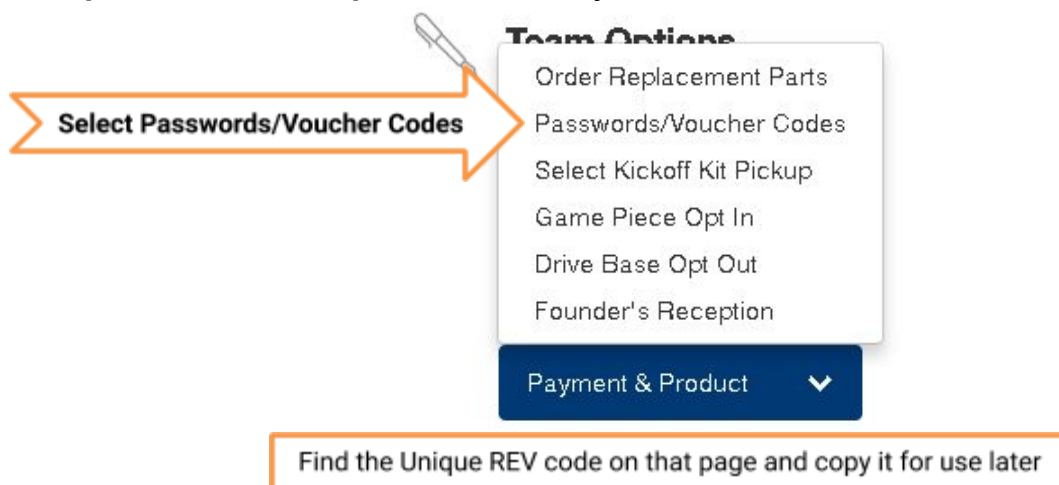 Team Options
Order Replacement Parts
Select Passwords/Voucher Codes
Passwords/Voucher Codes
Select Kickoff Kit Pickup
Game Piece Opt In
Drive Base Opt Out
Founder's Reception
Payment & Product
Find the Unique REV code on that page and copy it for use later